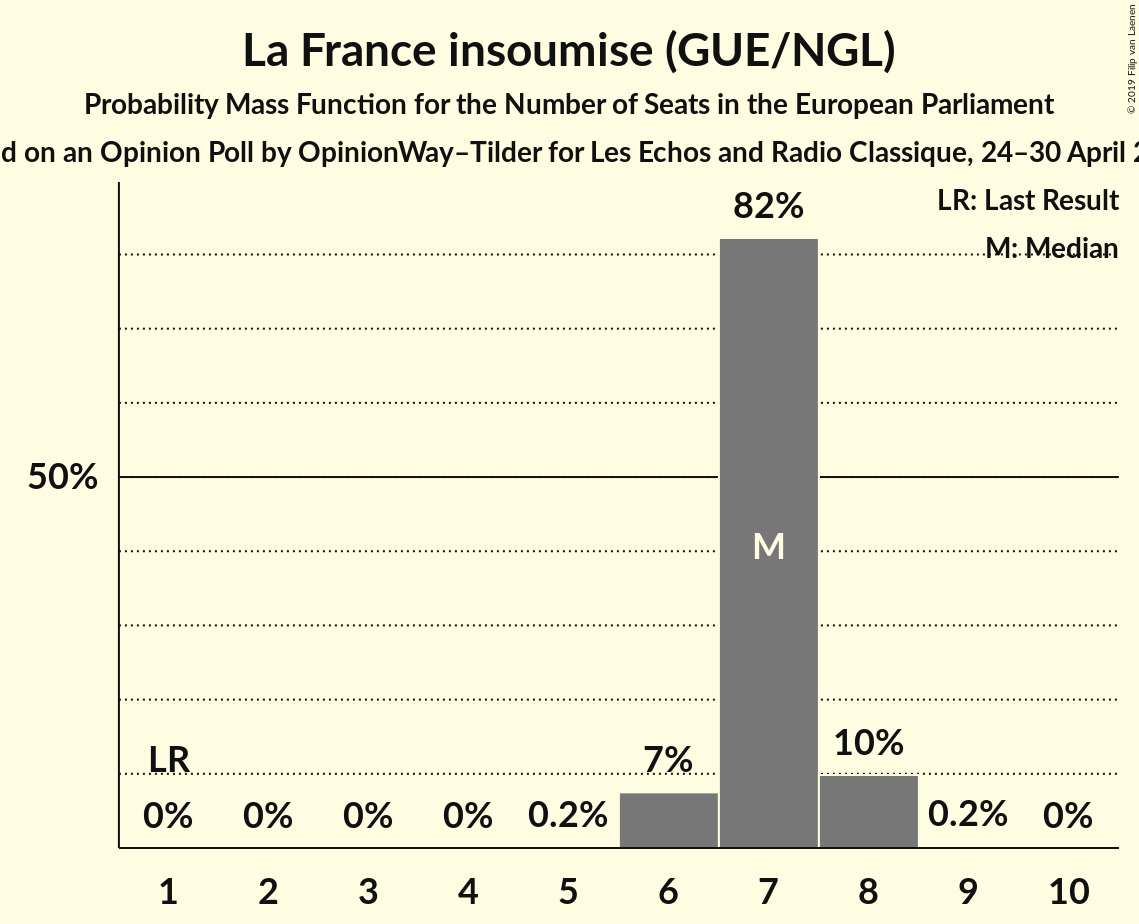 La France insoumise (GUE/NGL)
Probability Mass Function for the Number of Seats in the European Parliament
d on an Opinion Poll by OpinionWay–Tilder for Les Echos and Radio Classique, 24–30 April 2
© 2019 Filip van Laenen
LR: Last Result
M: Median
82%
50%
M
LR
7%
10%
0% 0% 0% 0% 0.2% 0.2% 0%
1 2 3 4 5 6 7 8 9 10